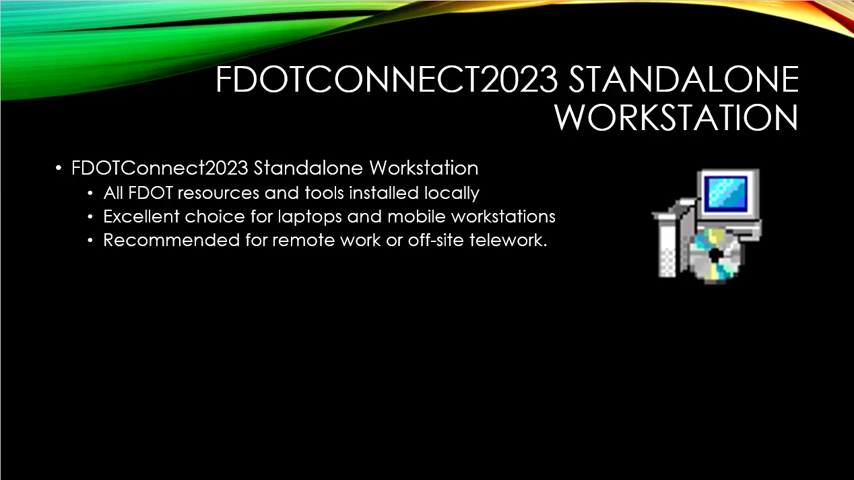 FDOTCONNECT2023 STANDALONE
WORKSTATION
• FDOTConnect2023 Standalone Workstation
• All FDOT resources and tools installed locally
• Excellent choice for laptops and mobile workstations
• Recommended for remote work or off-site telework.